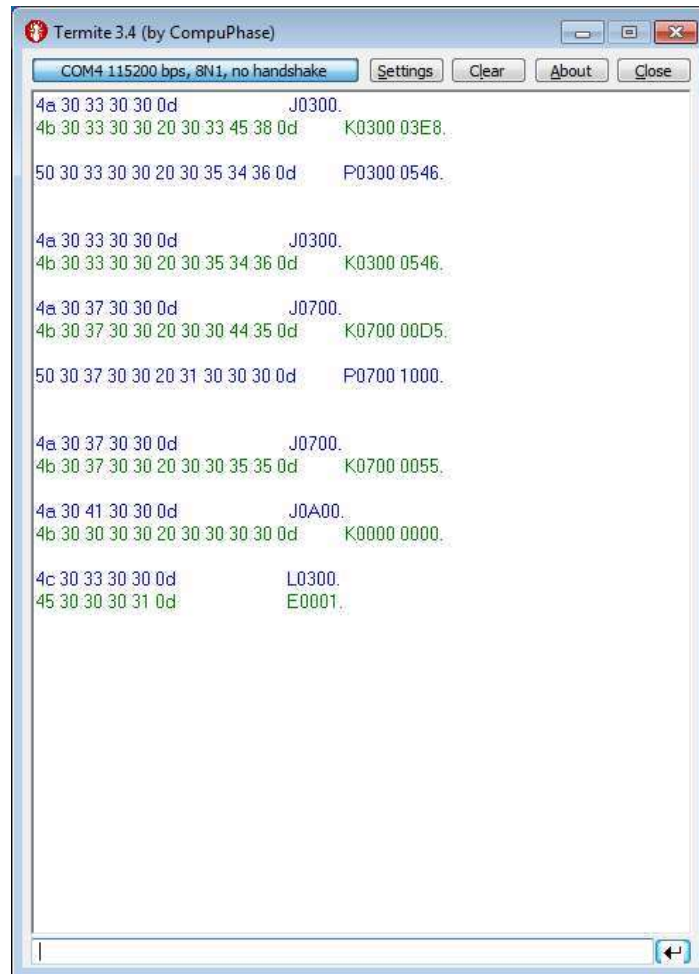 Termite 3.4 (by CompuPhase)
COM4 115200 bps, 8N1, no handshake Settings Clear About Close
4a 30 33 30 30 0d J0300.
4b 30 33 30 30 20 30 33 45 38 0d K0300 03E8.
50 30 33 30 30 20 30 35 34 36 0d P0300 0546.
4a 30 33 30 30 0d J0300.
4b 30 33 30 30 20 30 35 34 36 0d K0300 0546.
4a 30 37 30 30 0d J0700.
4b 30 37 30 30 20 30 30 44 35 0d K0700 00D5.
50 30 37 30 30 20 31 30 30 30 0d P0700 1000.
4a 30 37 30 30 0d J0700.
4b 30 37 30 30 20 30 30 35 35 0d K0700 0055.
4a 30 41 30 30 0d J0A00.
4b 30 30 30 30 20 30 30 30 30 0d K0000 0000.
4c 30 33 30 30 0d L0300.
45 30 30 30 31 0d E0001.